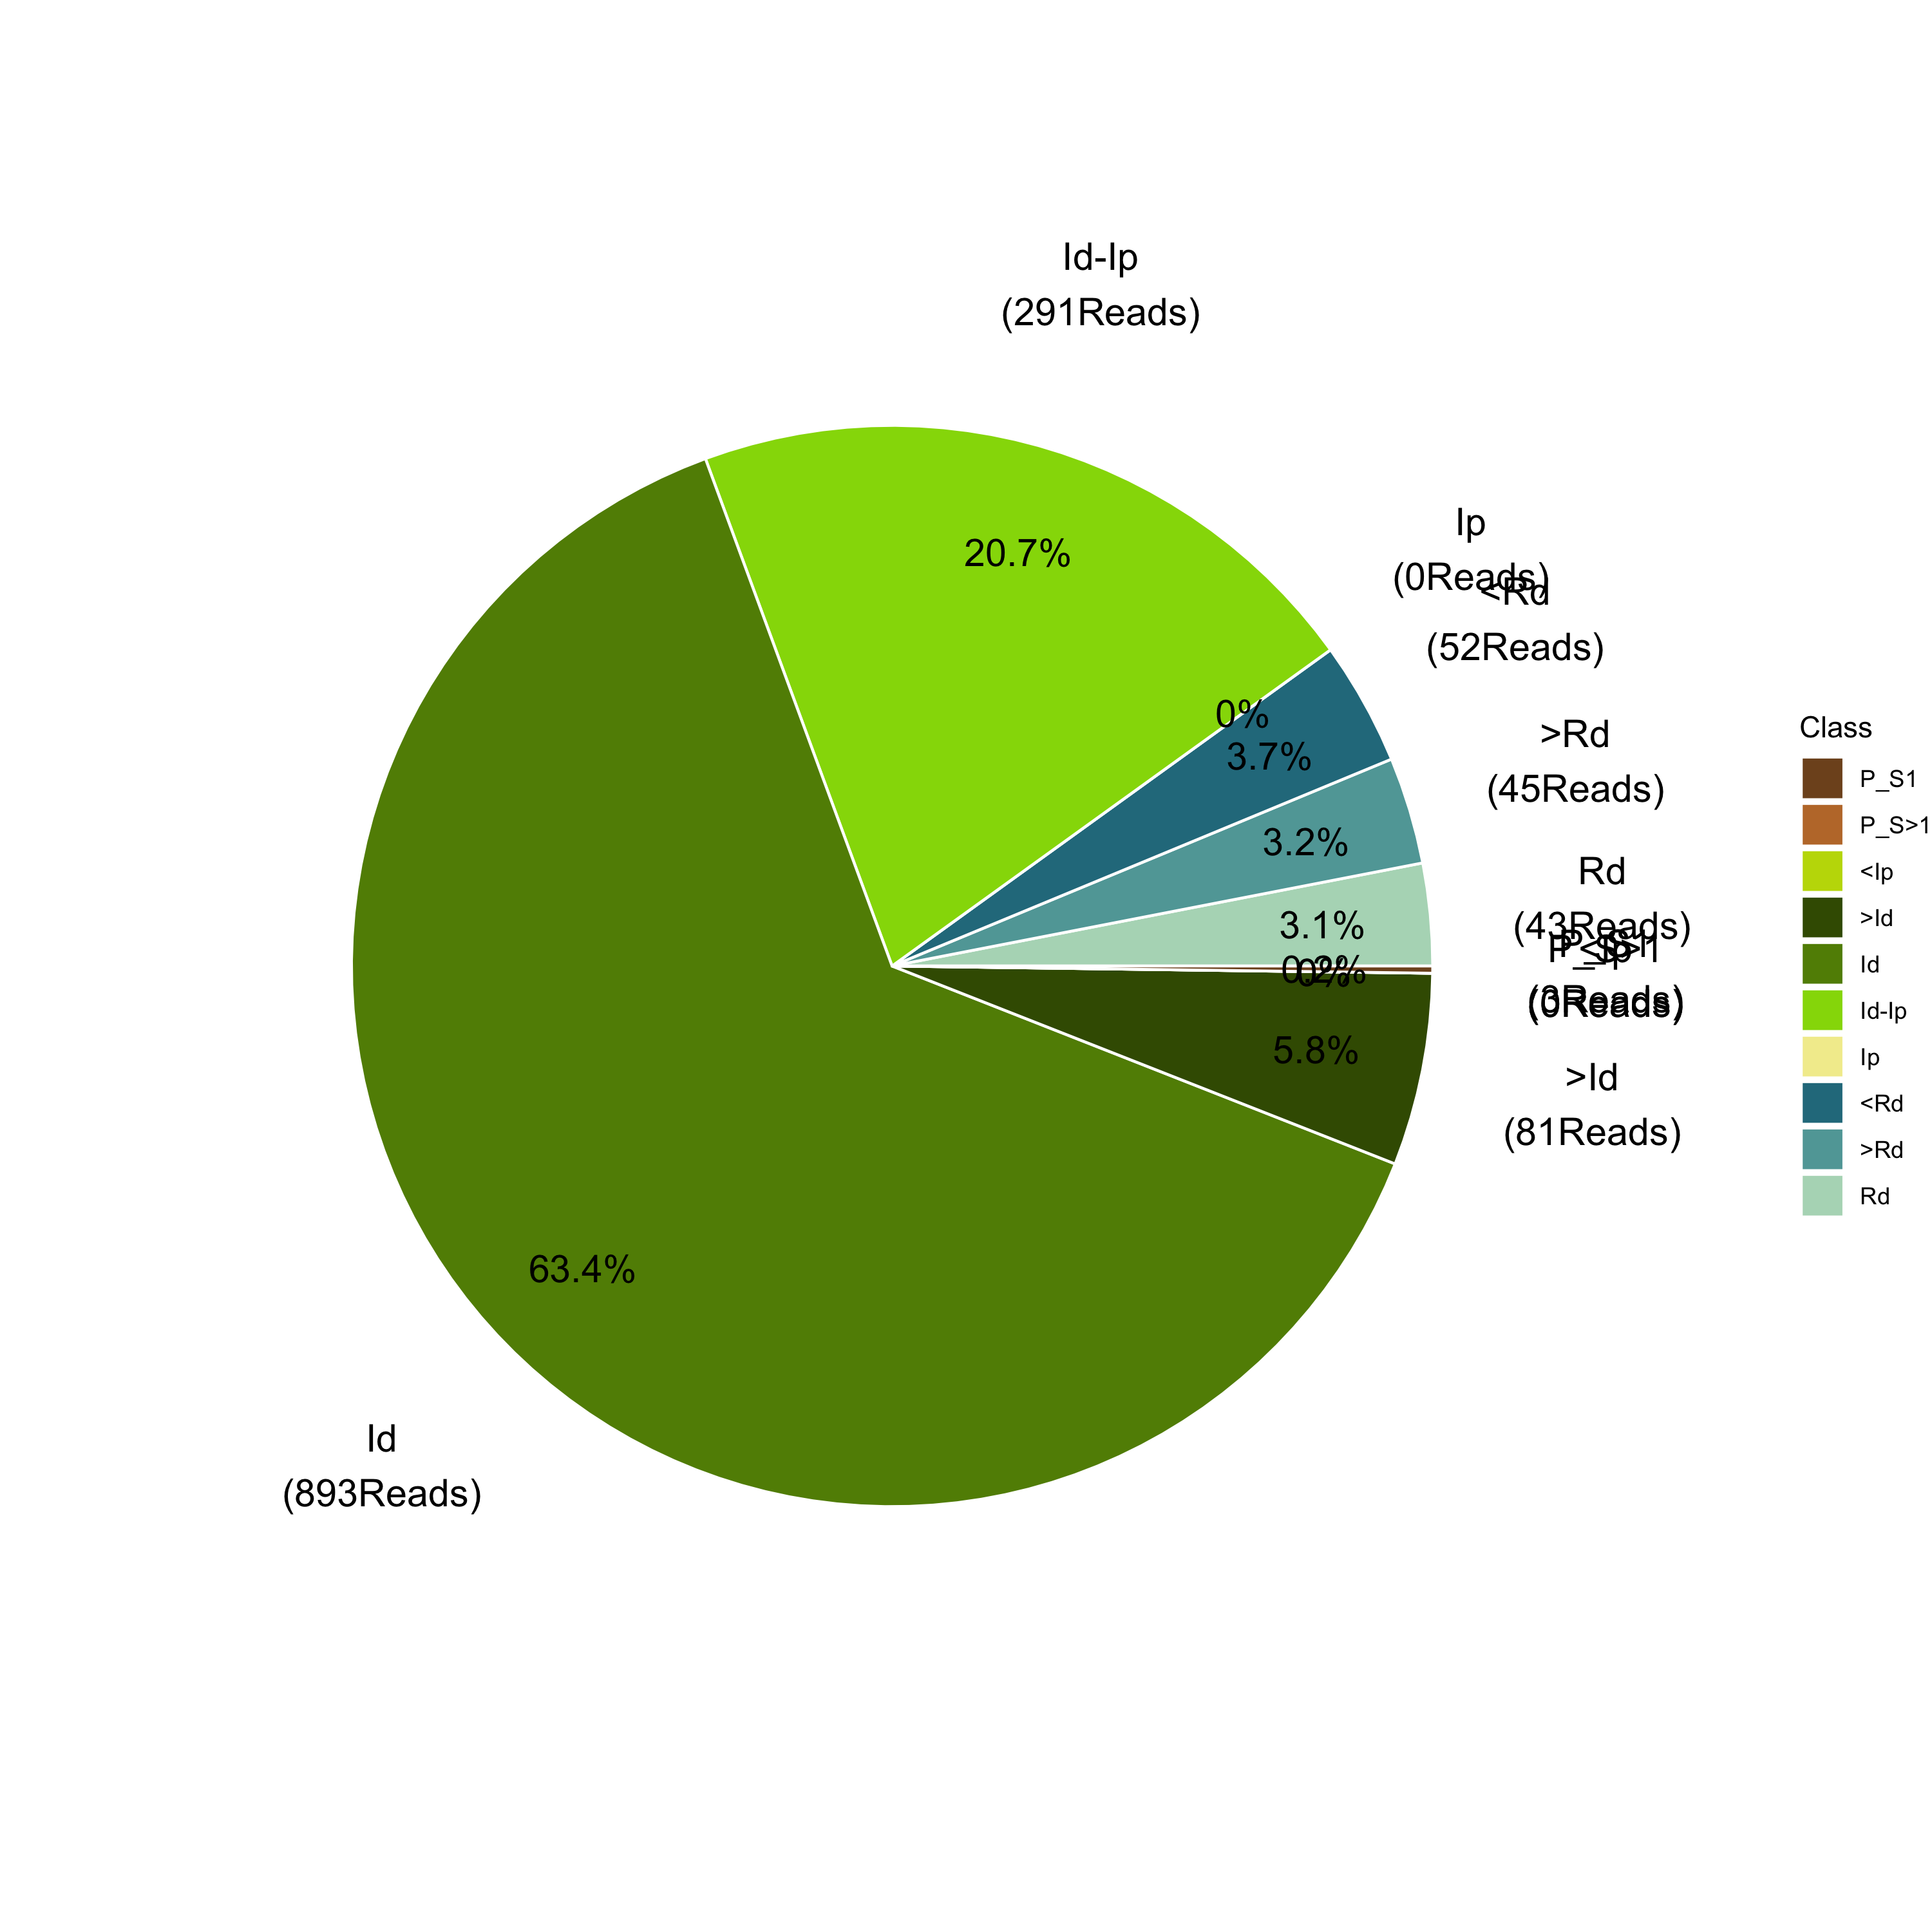 Id-Ip
(291Reads)
20.7%
Ip
(0Reads)
<Rd
(52Reads)
0%
3.7%
>Rd
(45Reads)
3.2%
Rd
(43Reads)
3.1%
>Id
(81Reads)
5.8%
63.4%
Id
(893Reads)
Class
P_S1
P_S>1
<Ip
>Id
Id
Id-Ip
Ip
<Rd
>Rd
Rd